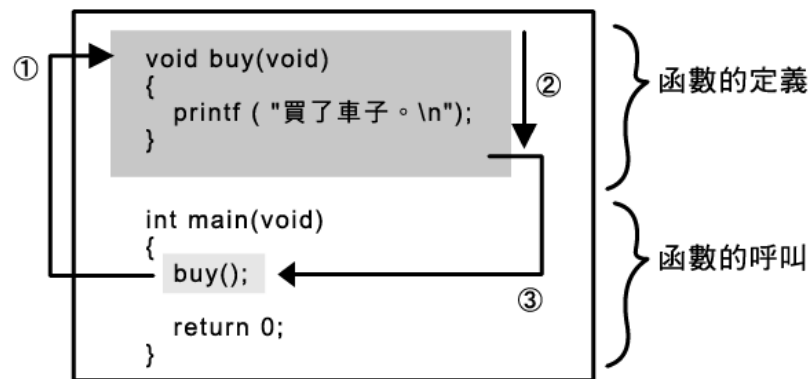 ①
void buy(void)
{
printf ( "買了車子。\n");
}
②
函數的定義
int main(void)
{
buy();
③
return 0;
}
函數的呼叫